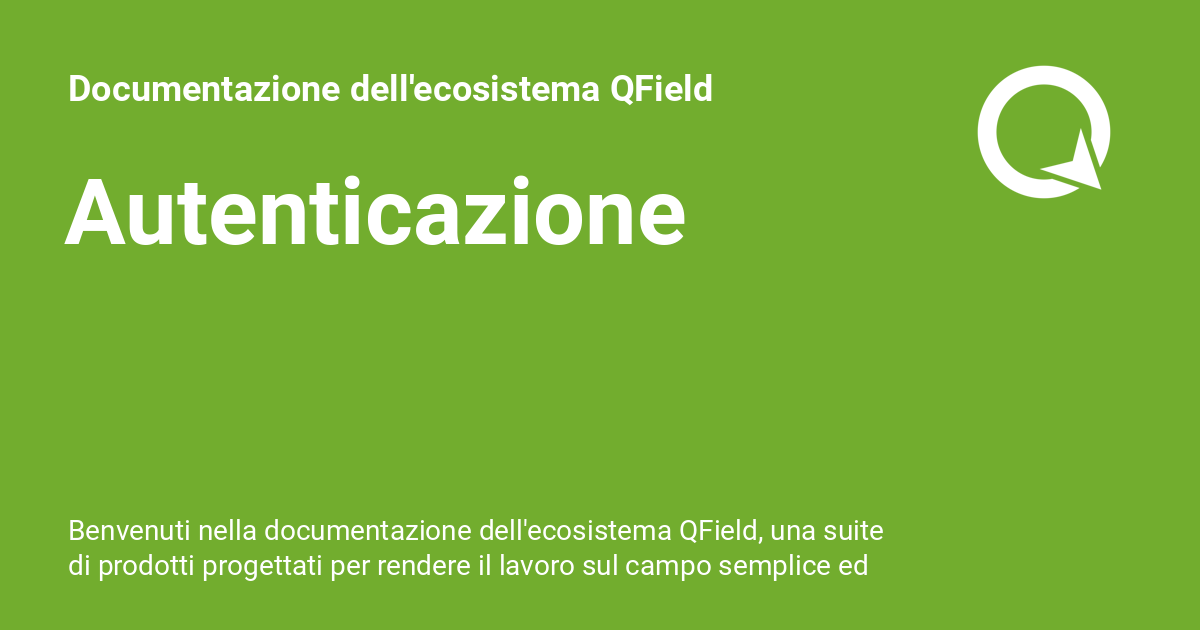 Documentazione dell'ecosistema QField
Autenticazione
Benvenuti nella documentazione dell'ecosistema QField, una suite
di prodotti progettati per rendere il lavoro sul campo semplice ed